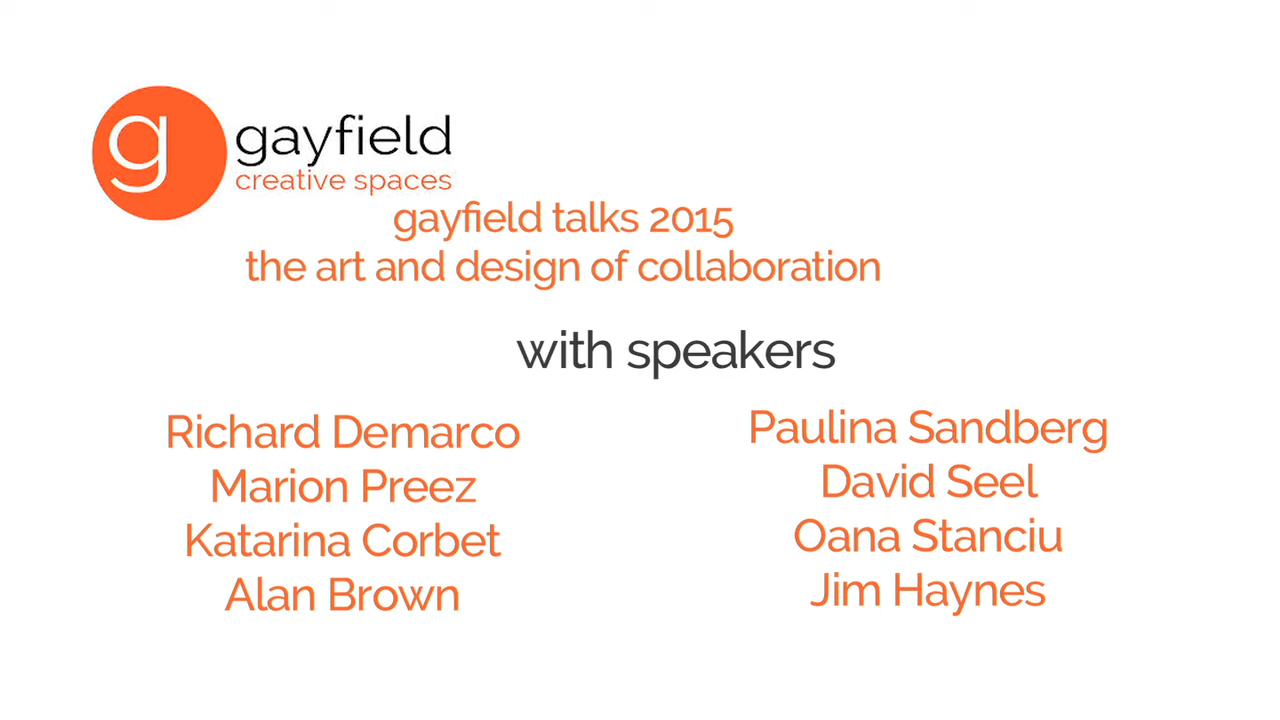 g
gayfield
creative spaces
gayfield talks 2015
the art and design of collaboration
with speakers
Richard Demarco
Marion Preez
Katarina Corbet
Alan Brown
Paulina Sandberg
David Seel
Oana Stanciu
Jim Haynes